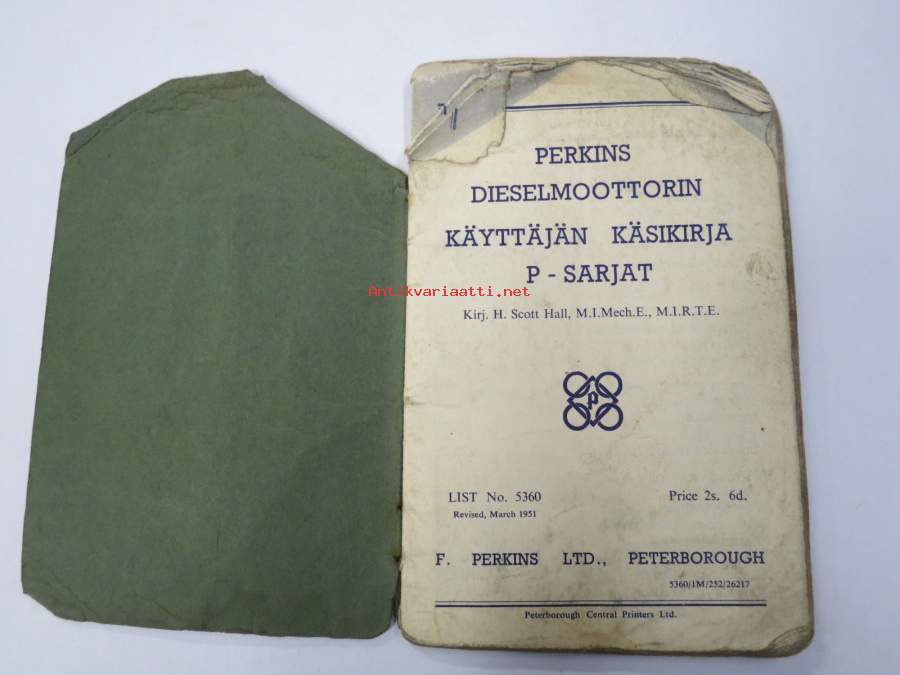 PERKINS
DIESELMOOTTORIN
KÄYTTÄJÄN KÄSIKIRJA
P - SARJAT
Antikvariaatti.net
Kirj. H. Scott Hall, M.I.Mech.E., M.I.R.T.E.
P
LIST No. 5360 Price 2s. 6d.
Revised, March 1951
F. PERKINS LTD., PETERBOROUGH
5360/1M/252/26217
Peterborough Central Printers Ltd.